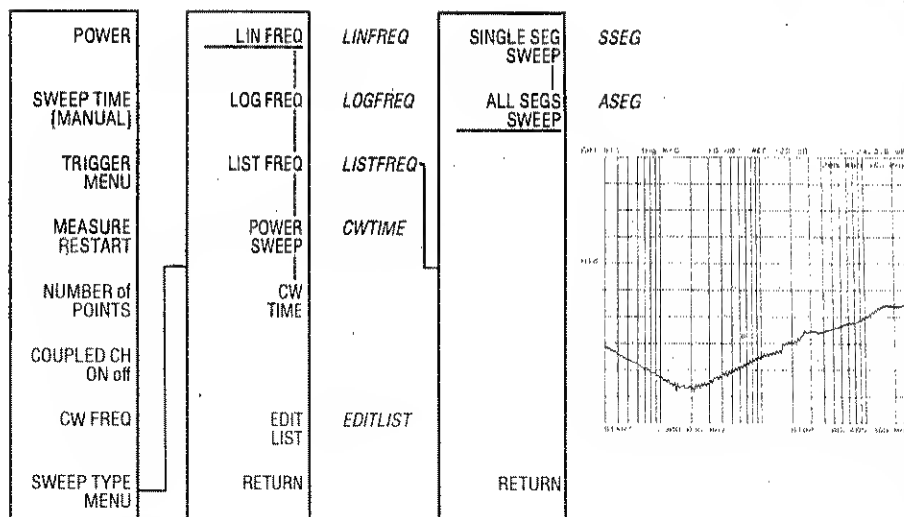 POWER
SWEEP TIME
(MANUAL)
TRIGGER
MENU
MEASURE
RESTART
NUMBER of
POINTS
COUPLED CH
ON off
CW FREQ
SWEEP TYPE
MENU
LIN FREQ
LOG FREQ
LIST FREQ
POWER
SWEEP
CW
TIME
EDIT
LIST
RETURN
LINFREQ
LOGFREQ
LISTFREQ
CWTIME
EDITLIST
SINGLE SEG
SWEEP
ALL SEGS
SWEEP
RETURN
SSEG
ASEG
START
STOP